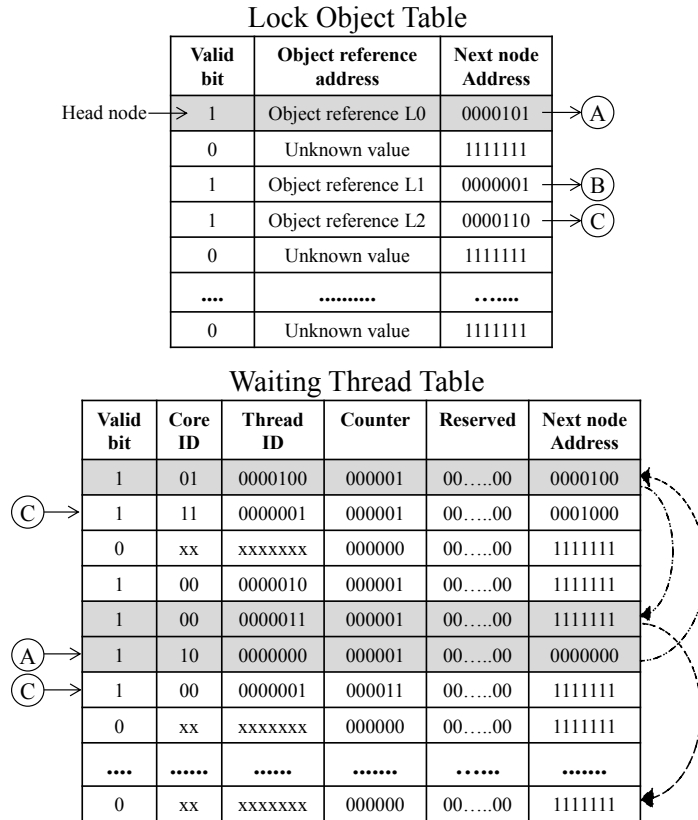 Lock Object Table
Valid bit | Object reference address | Next node Address
Head node 1 | Object reference L0 | 0000101 A
0 | Unknown value | 1111111
1 | Object reference L1 | 0000001 B
1 | Object reference L2 | 0000110 C
0 | Unknown value | 1111111
.... | .......... | .......
0 | Unknown value | 1111111
Waiting Thread Table
Valid bit | Core ID | Thread ID | Counter | Reserved | Next node Address
1 | 01 | 0000100 | 000001 | 00…..00 | 0000100
C 1 | 11 | 0000001 | 000001 | 00…..00 | 0001000
0 | xx | xxxxxxx | 000000 | 00…..00 | 1111111
1 | 00 | 0000010 | 000001 | 00…..00 | 1111111
1 | 00 | 0000011 | 000001 | 00…..00 | 1111111
A 1 | 10 | 0000000 | 000001 | 00…..00 | 0000000
C 1 | 00 | 0000001 | 000011 | 00…..00 | 1111111
0 | xx | xxxxxxx | 000000 | 00…..00 | 1111111
.... | ...... | ...... | ....... | ...... | .......
0 | xx | xxxxxxx | 000000 | 00…..00 | 1111111